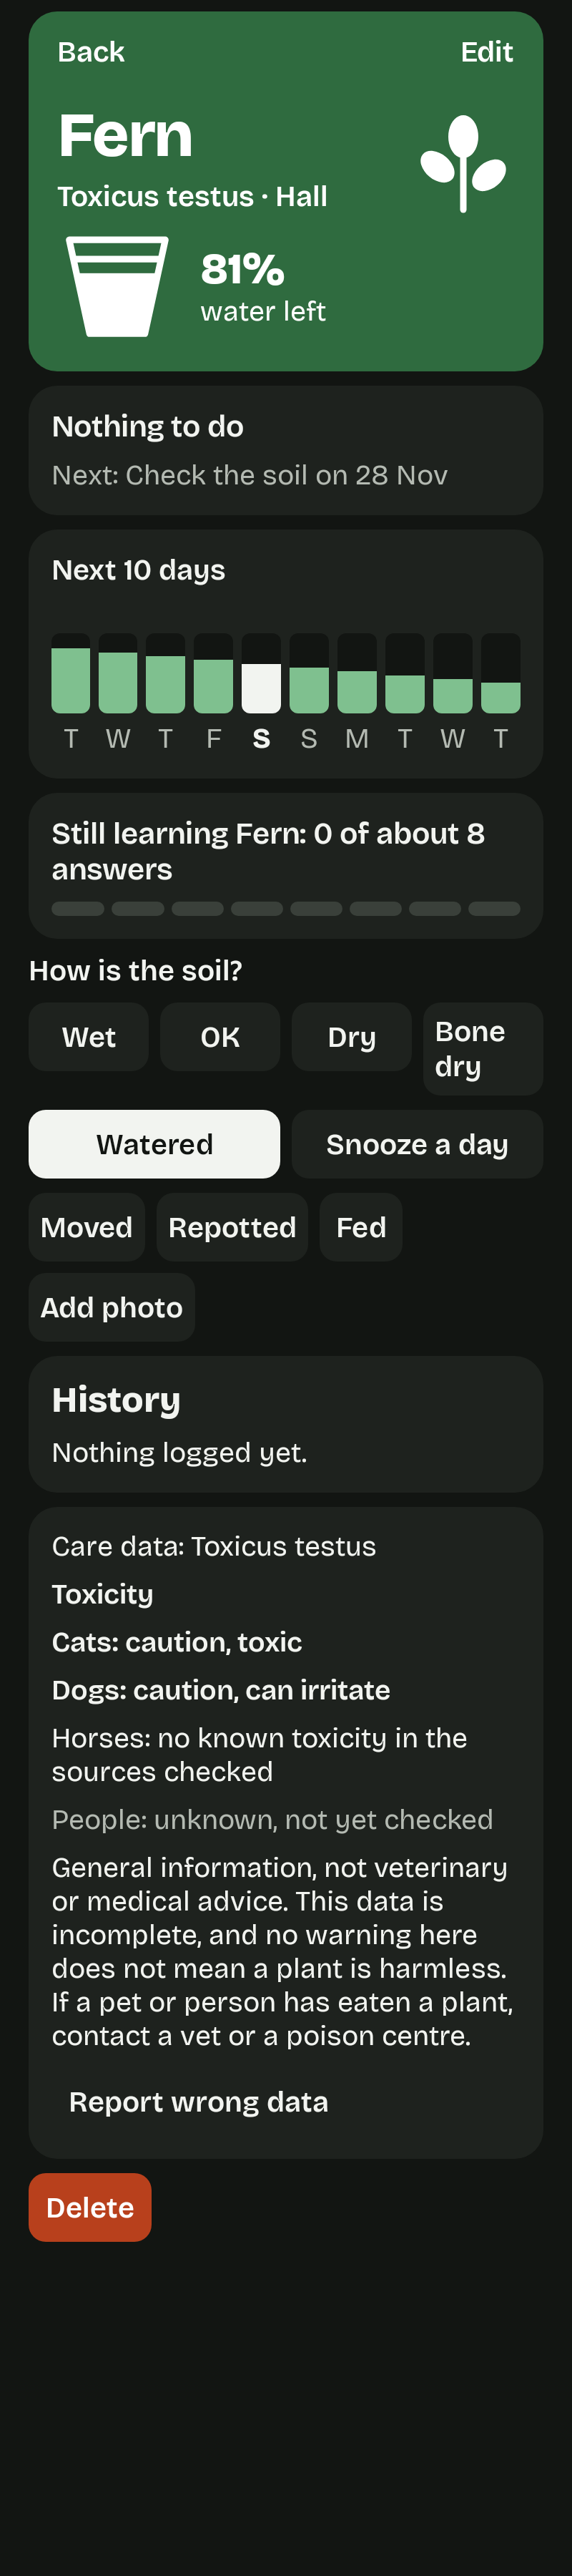 Back Edit
Fern
Toxicus testus · Hall
81%
water left
Nothing to do
Next: Check the soil on 28 Nov
Next 10 days
T W T F S S M T W T
Still learning Fern: 0 of about 8
answers
How is the soil?
Wet OK Dry Bone
dry
Watered Snooze a day
Moved Repotted Fed
Add photo
History
Nothing logged yet.
Care data: Toxicus testus
Toxicity
Cats: caution, toxic
Dogs: caution, can irritate
Horses: no known toxicity in the
sources checked
People: unknown, not yet checked
General information, not veterinary
or medical advice. This data is
incomplete, and no warning here
does not mean a plant is harmless.
If a pet or person has eaten a plant,
contact a vet or a poison centre.
Report wrong data
Delete